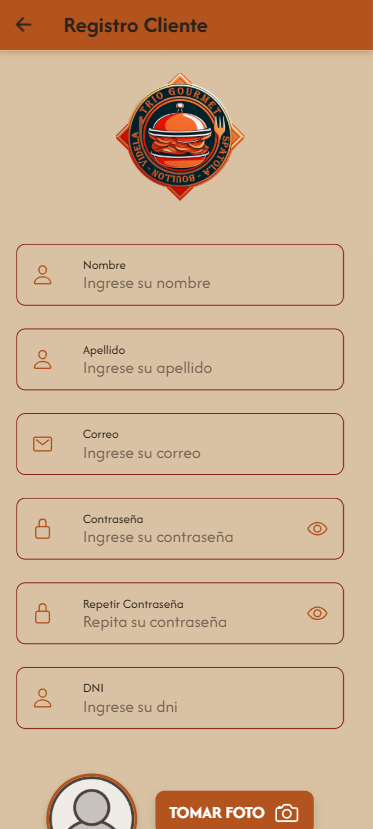 Registro Cliente
TRIO GOURMET
SPATOLA - BOULLON - VIDELA
Nombre
Ingrese su nombre
Apellido
Ingrese su apellido
Correo
Ingrese su correo
Contraseña
Ingrese su contraseña
Repetir Contraseña
Repita su contraseña
DNI
Ingrese su dni
TOMAR FOTO